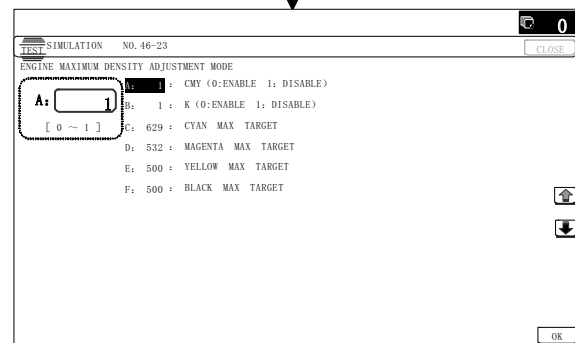 0
TEST SIMULATION NO. 46-23
CLOSE
ENGINE MAXIMUM DENSITY ADJUSTMENT MODE
A: 1
[ 0 ~ 1 ]
A: 1 : CMY (0:ENABLE 1: DISABLE)
B: 1 : K (0:ENABLE 1: DISABLE)
C: 629 : CYAN MAX TARGET
D: 532 : MAGENTA MAX TARGET
E: 500 : YELLOW MAX TARGET
F: 500 : BLACK MAX TARGET
OK